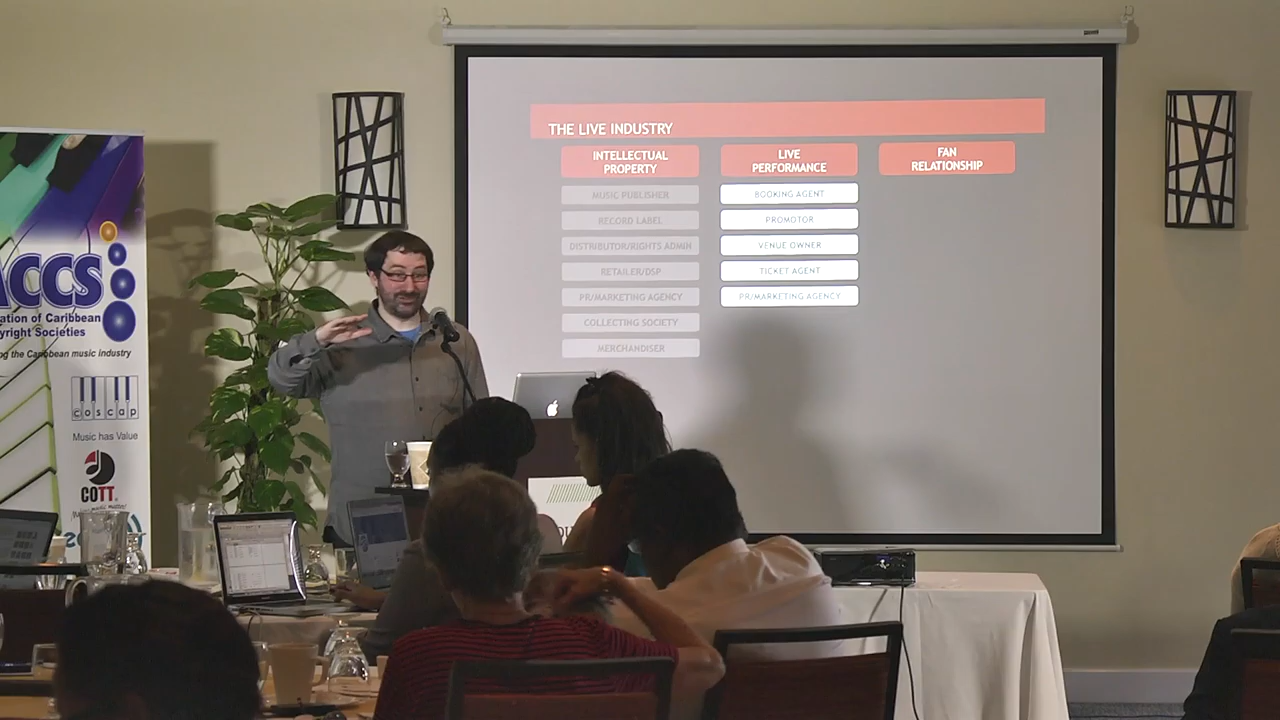 THE LIVE INDUSTRY
INTELLECTUAL
PROPERTY
MUSIC PUBLISHER
RECORD LABEL
DISTRIBUTOR/RIGHTS ADMIN
RETAILER/DSP
PR/MARKETING AGENCY
COLLECTING SOCIETY
MERCHANDISER
LIVE
PERFORMANCE
BOOKING AGENT
PROMOTOR
VENUE OWNER
TICKET AGENT
PR/MARKETING AGENCY
FAN
RELATIONSHIP
ACCS
ation of Caribbean
yright Societies
ng the Caribbean music industry
coscap
Music has Value
COTT